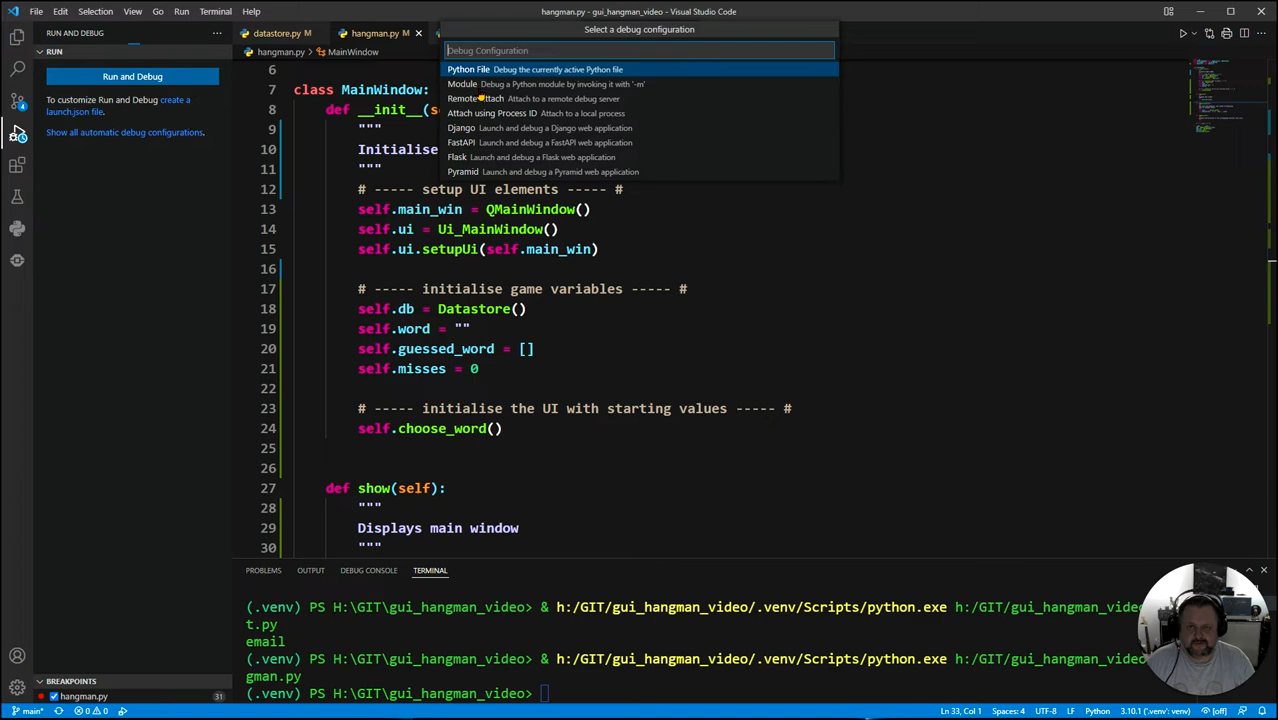 File Edit Selection View Go Run Terminal Help
hangman.py - gui_hangman_video - Visual Studio Code
RUN AND DEBUG
RUN
Run and Debug
To customize Run and Debug create a
launch.json file.
Show all automatic debug configurations.
datastore.py M
hangman.py M
hangman.py > MainWindow
Select a debug configuration
Debug Configuration
Python File Debug the currently active Python file
Module Debug a Python module by invoking it with '-m'
Remote Attach Attach to a remote debug server
Attach using Process ID Attach to a local process
Django Launch and debug a Django web application
FastAPI Launch and debug a FastAPI web application
Flask Launch and debug a Flask web application
Pyramid Launch and debug a Pyramid web application
6
7 class MainWindow:
8 def __init__(s
9 """
10 Initialise
11 """
12 # ----- setup UI elements ----- #
13 self.main_win = QMainWindow()
14 self.ui = Ui_MainWindow()
15 self.ui.setupUi(self.main_win)
16
17 # ----- initialise game variables ----- #
18 self.db = Datastore()
19 self.word = ""
20 self.guessed_word = []
21 self.misses = 0
22
23 # ----- initialise the UI with starting values ----- #
24 self.choose_word()
25
26
27 def show(self):
28 """
29 Displays main window
30 """
PROBLEMS OUTPUT DEBUG CONSOLE TERMINAL
(.venv) PS H:\GIT\gui_hangman_video> & h:/GIT/gui_hangman_video/.venv/Scripts/python.exe h:/GIT/gui_hangman_video/
t.py
email
(.venv) PS H:\GIT\gui_hangman_video> & h:/GIT/gui_hangman_video/.venv/Scripts/python.exe h:/GIT/gui_hangman_video/
gman.py
(.venv) PS H:\GIT\gui_hangman_video>
BREAKPOINTS
hangman.py 31
main* 0 0
Ln 33, Col 1 Spaces: 4 UTF-8 LF Python 3.10.1 ('.venv': venv) [off]